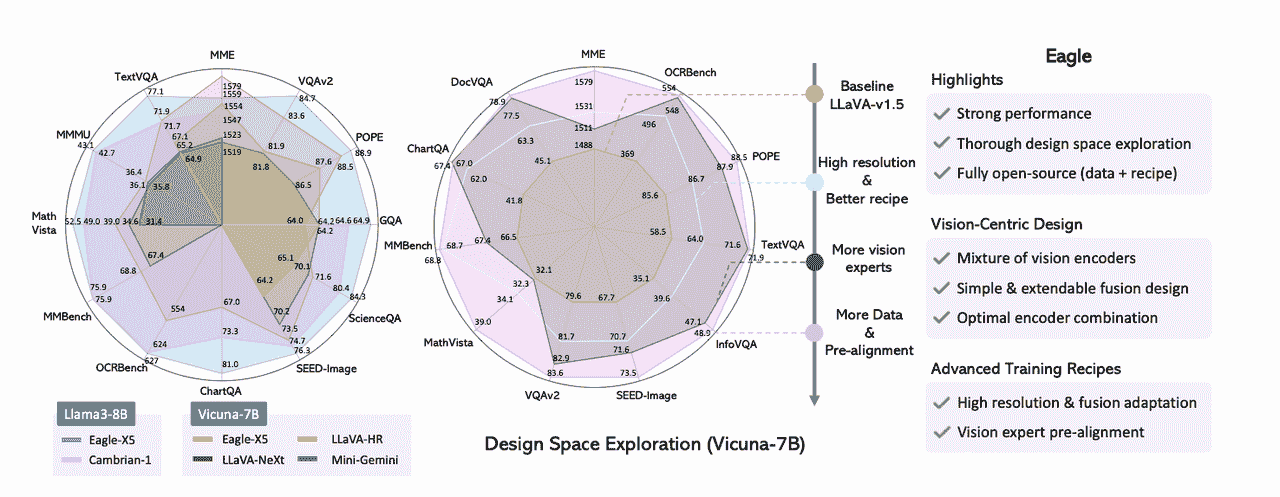 MME
TextVQA
VQAv2
77.1
1579
1559
84.7
71.9
1554
83.6
MMMU
71.7
1547
POPE
43.1
42.7
67.1
65.2
1523
81.9
87.6
88.9
88.5
36.4
64.9
1519
81.8
36.1
35.8
86.5
Math
Vista
52.5
49.0
39.0
34.6
31.4
64.0
64.2
64.6
64.9
GQA
64.2
67.4
65.1
70.1
68.8
64.2
71.6
75.9
80.4
75.9
84.3
MMBench
554
67.0
70.2
ScienceQA
624
73.3
73.5
74.7
76.3
627
OCRBench
81.0
SEED-Image
ChartQA
Llama3-8B
Eagle-X5
Cambrian-1
Vicuna-7B
Eagle-X5
LLaVA-HR
LLaVA-NeXt
Mini-Gemini
MME
DocVQA
OCRBench
1579
554
78.9
1531
548
77.5
1511
496
ChartQA
63.3
1488
POPE
67.4
67.0
45.1
369
88.5
87.9
62.0
86.7
41.8
85.6
MMBench
68.8
68.7
67.4
66.5
58.5
64.0
71.6
TextVQA
71.9
32.1
35.1
32.3
79.6
67.7
39.6
34.1
47.1
39.0
81.7
70.7
48.9
InfoVQA
MathVista
82.9
71.6
83.6
73.5
VQAv2
SEED-Image
Design Space Exploration (Vicuna-7B)
Baseline
LLaVA-v1.5
High resolution
&
Better recipe
More vision
experts
More Data
&
Pre-alignment
Eagle
Highlights
Strong performance
Thorough design space exploration
Fully open-source (data + recipe)
Vision-Centric Design
Mixture of vision encoders
Simple & extendable fusion design
Optimal encoder combination
Advanced Training Recipes
High resolution & fusion adaptation
Vision expert pre-alignment